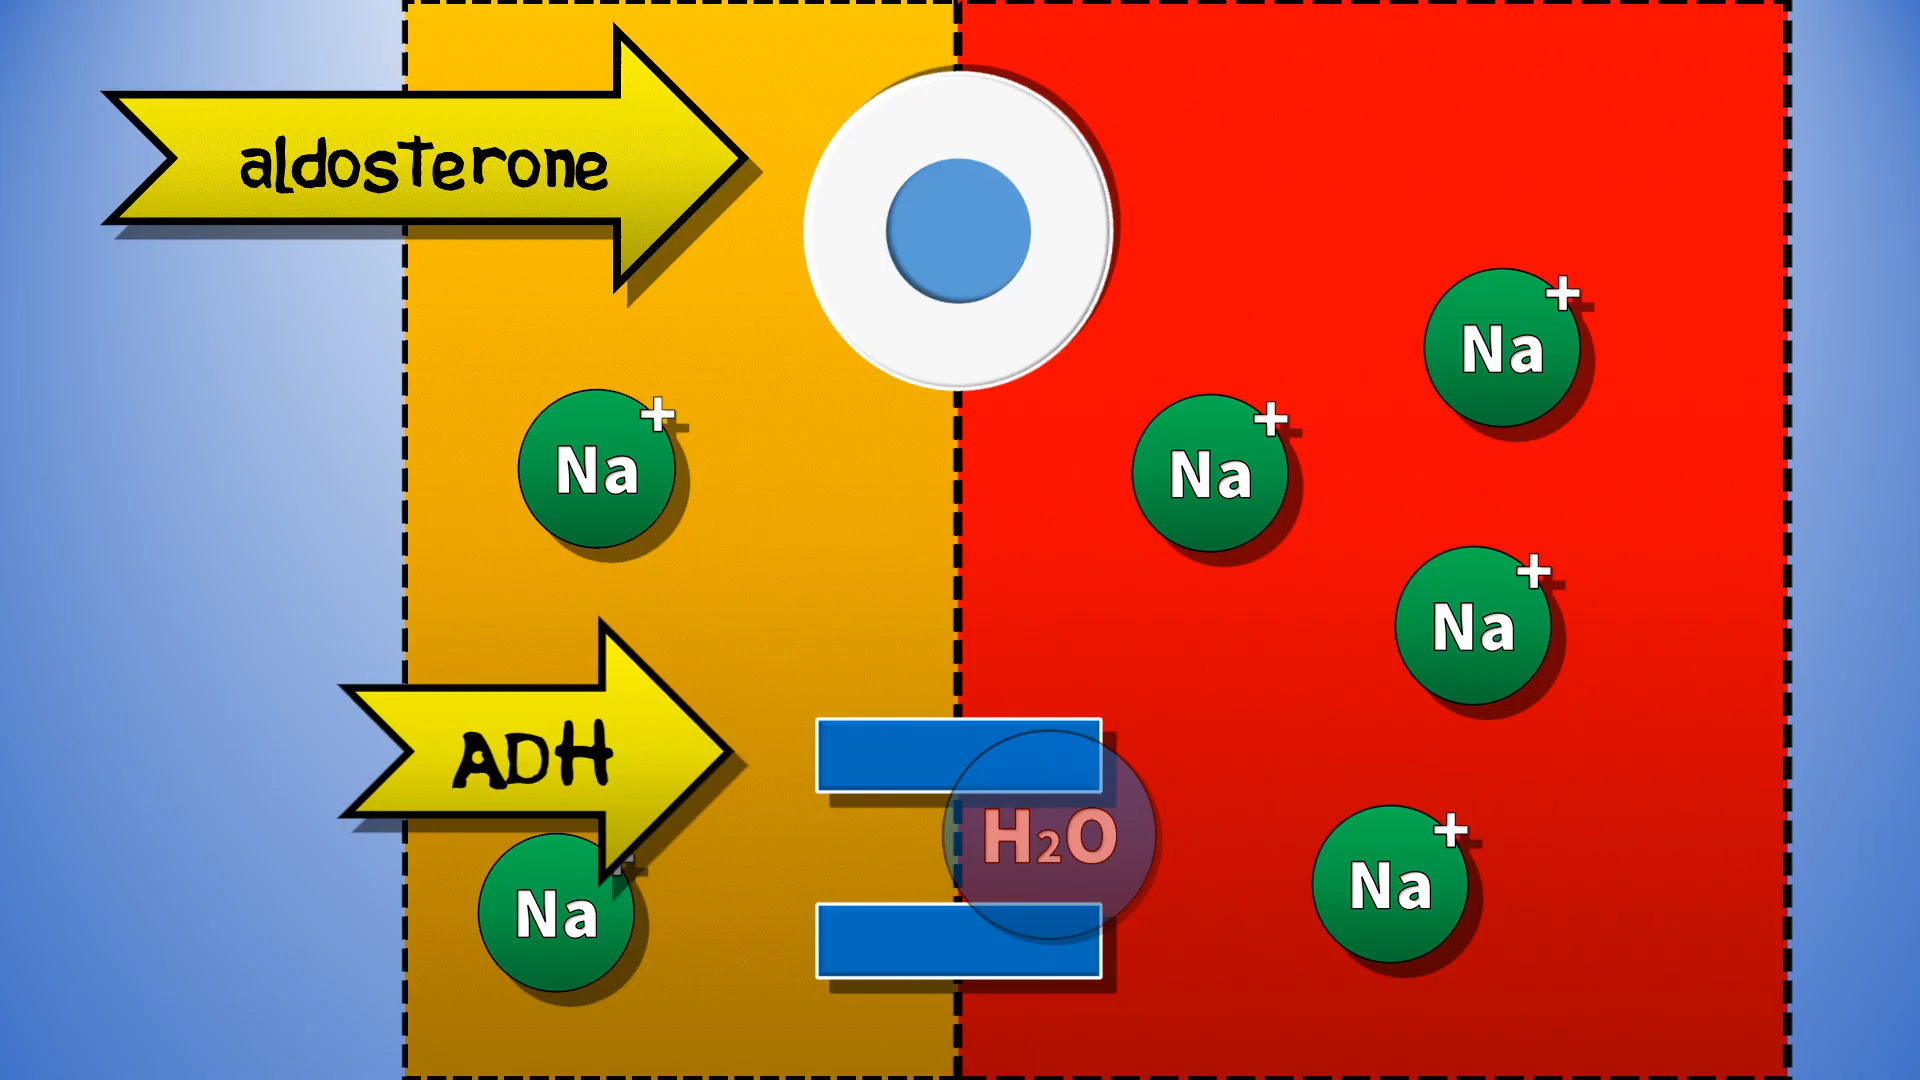 aldosterone
Na+
Na+
Na+
Na+
ADH
H2O
Na+
Na+